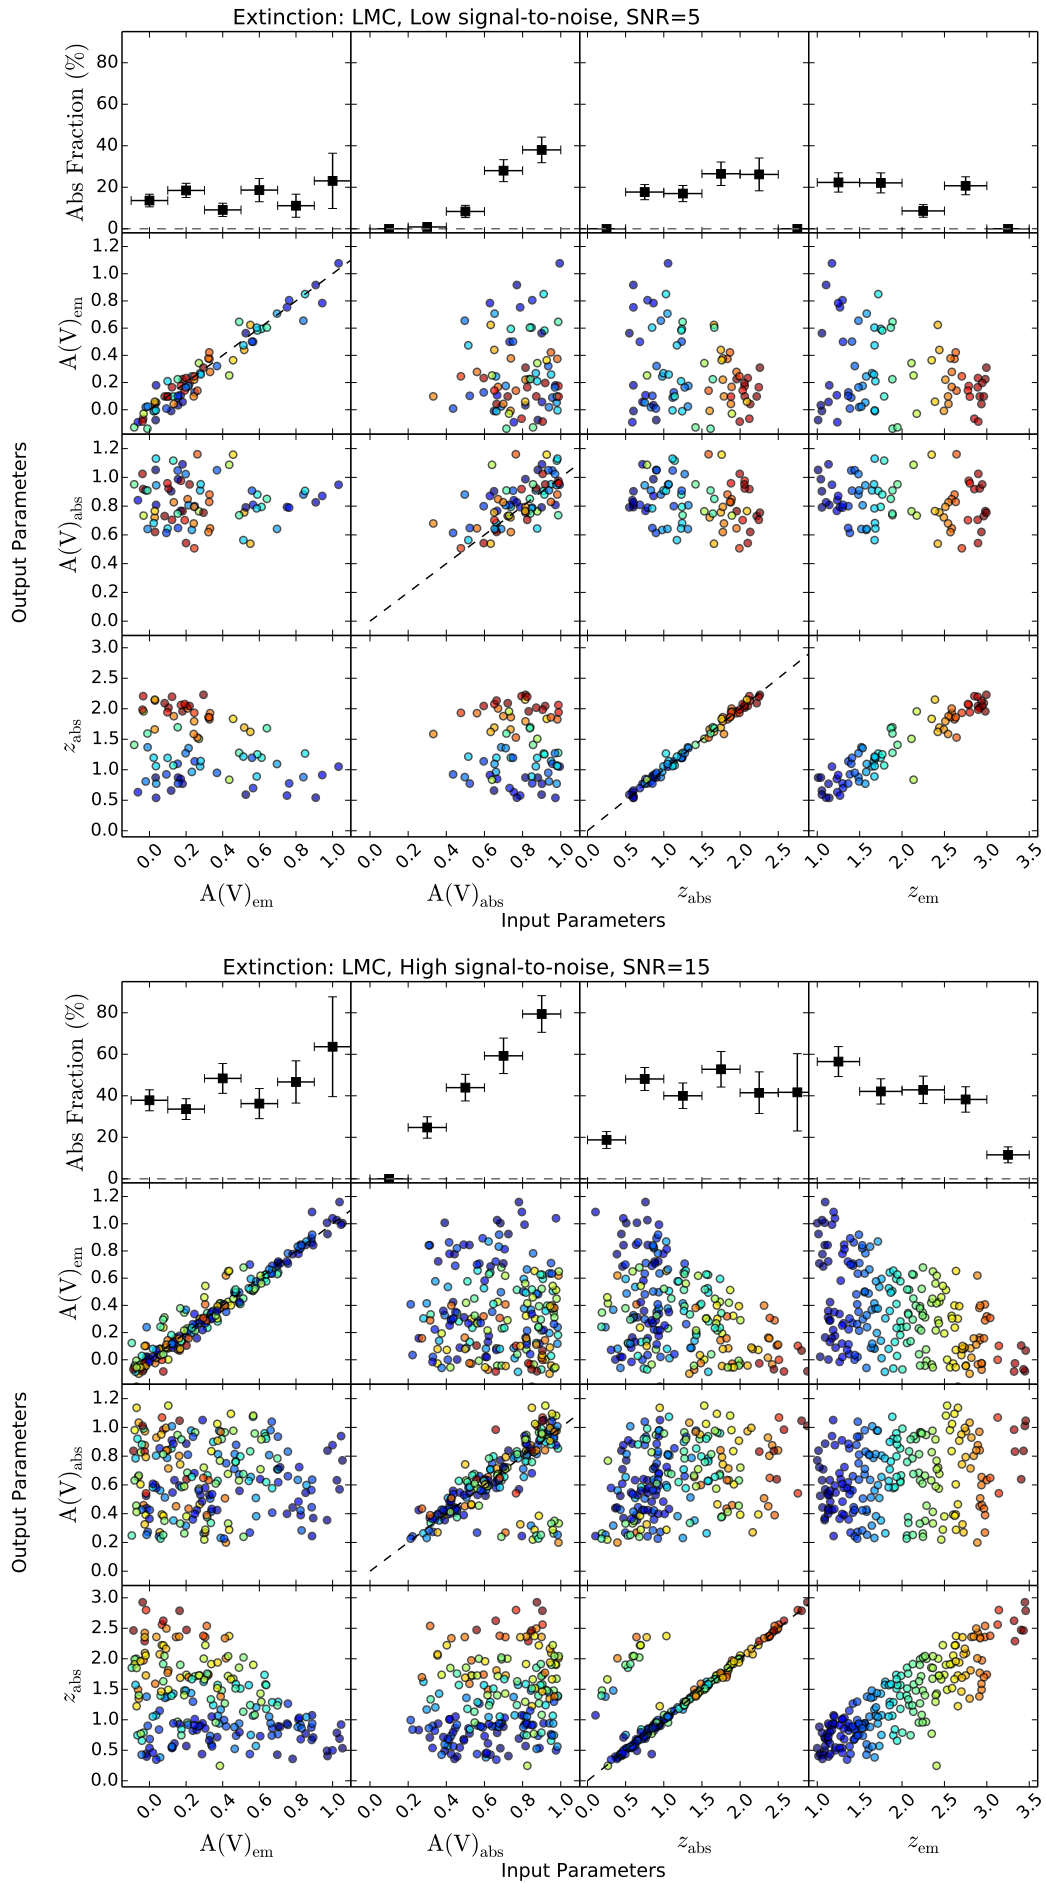 Extinction: LMC, Low signal-to-noise, SNR=5
Abs Fraction (%)
80
60
40
20
0
A(V)em
1.2
1.0
0.8
0.6
0.4
0.2
0.0
Output Parameters
A(V)abs
1.2
1.0
0.8
0.6
0.4
0.2
0.0
zabs
3.0
2.5
2.0
1.5
1.0
0.5
0.0
0.0 0.2 0.4 0.6 0.8 1.0 0.0 0.2 0.4 0.6 0.8 1.0 0.0 0.5 1.0 1.5 2.0 2.5 1.0 1.5 2.0 2.5 3.0 3.5
A(V)em A(V)abs zabs zem
Input Parameters
Extinction: LMC, High signal-to-noise, SNR=15
Abs Fraction (%)
80
60
40
20
0
A(V)em
1.2
1.0
0.8
0.6
0.4
0.2
0.0
Output Parameters
A(V)abs
1.2
1.0
0.8
0.6
0.4
0.2
0.0
zabs
3.0
2.5
2.0
1.5
1.0
0.5
0.0
0.0 0.2 0.4 0.6 0.8 1.0 0.0 0.2 0.4 0.6 0.8 1.0 0.0 0.5 1.0 1.5 2.0 2.5 1.0 1.5 2.0 2.5 3.0 3.5
A(V)em A(V)abs zabs zem
Input Parameters